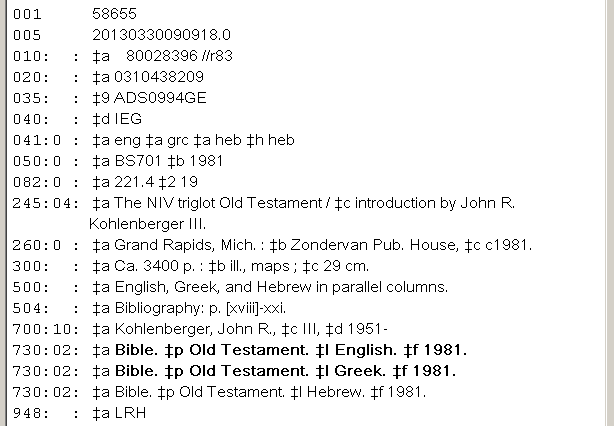 001 58655
005 20130330090918.0
010: : ‡a 80028396 //r83
020: : ‡a 0310438209
035: : ‡9 ADS0994GE
040: : ‡d IEG
041:0 : ‡a eng ‡a grc ‡a heb ‡h heb
050:0 : ‡a BS701 ‡b 1981
082:0 : ‡a 221.4 ‡2 19
245:04: ‡a The NIV triglot Old Testament / ‡c introduction by John R.
Kohlenberger III.
260:0 : ‡a Grand Rapids, Mich. : ‡b Zondervan Pub. House, ‡c c1981.
300: : ‡a Ca. 3400 p. : ‡b ill., maps ; ‡c 29 cm.
500: : ‡a English, Greek, and Hebrew in parallel columns.
504: : ‡a Bibliography: p. [xviii]-xxi.
700:10: ‡a Kohlenberger, John R., ‡c III, ‡d 1951-
730:02: ‡a Bible. ‡p Old Testament. ‡l English. ‡f 1981.
730:02: ‡a Bible. ‡p Old Testament. ‡l Greek. ‡f 1981.
730:02: ‡a Bible. ‡p Old Testament. ‡l Hebrew. ‡f 1981.
948: : ‡a LRH